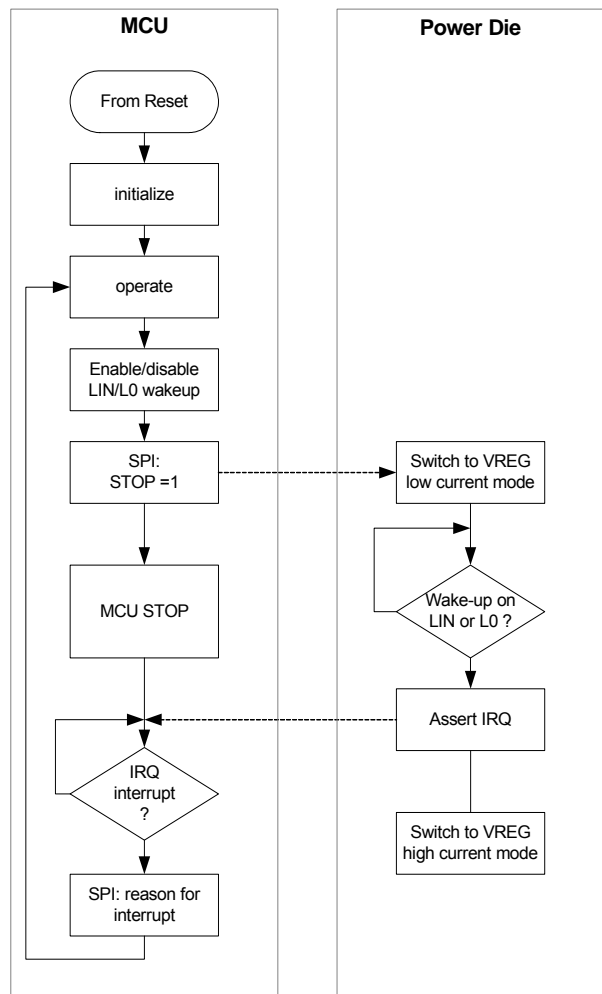 MCU
From Reset
initialize
operate
Enable/disable
LIN/L0 wakeup
SPI:
STOP =1
MCU STOP
IRQ
interrupt
?
SPI: reason for
interrupt
Power Die
Switch to VREG
low current mode
Wake-up on
LIN or L0 ?
Assert IRQ
Switch to VREG
high current mode